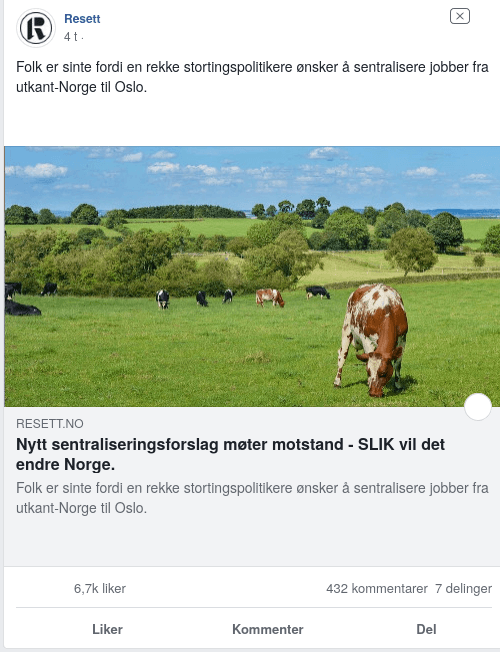 Resett
4 t ·
Folk er sinte fordi en rekke stortingspolitikere ønsker å sentralisere jobber fra
utkant-Norge til Oslo.
RESETT.NO
Nytt sentraliseringsforslag møter motstand - SLIK vil det
endre Norge.
Folk er sinte fordi en rekke stortingspolitikere ønsker å sentralisere jobber fra
utkant-Norge til Oslo.
6,7k liker 432 kommentarer 7 delinger
Liker Kommenter Del